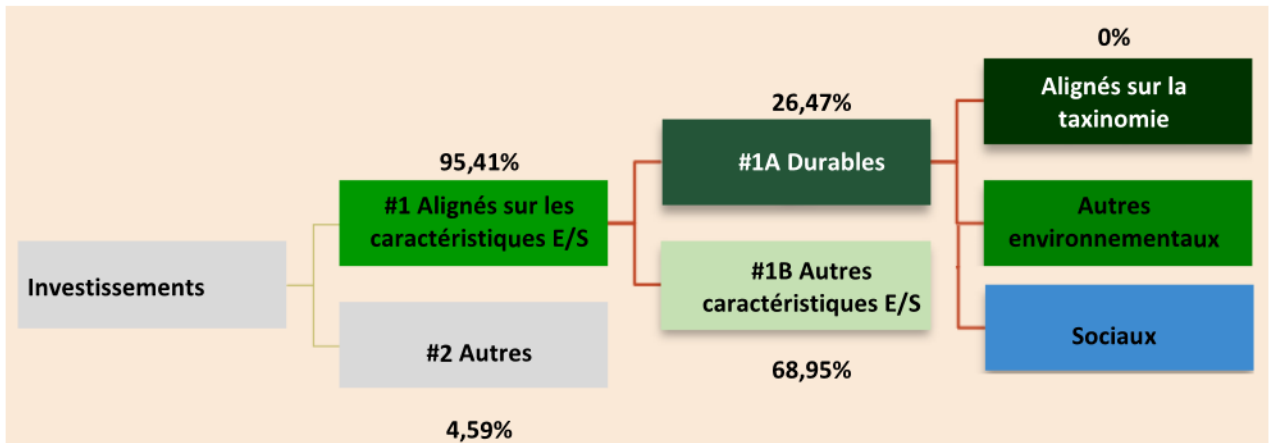 0%
Alignés sur la
taxinomie
26,47%
#1A Durables
95,41%
#1 Alignés sur les
caractéristiques E/S
Autres
environnementaux
Investissements
#1B Autres
caractéristiques E/S
#2 Autres
Sociaux
68,95%
4,59%